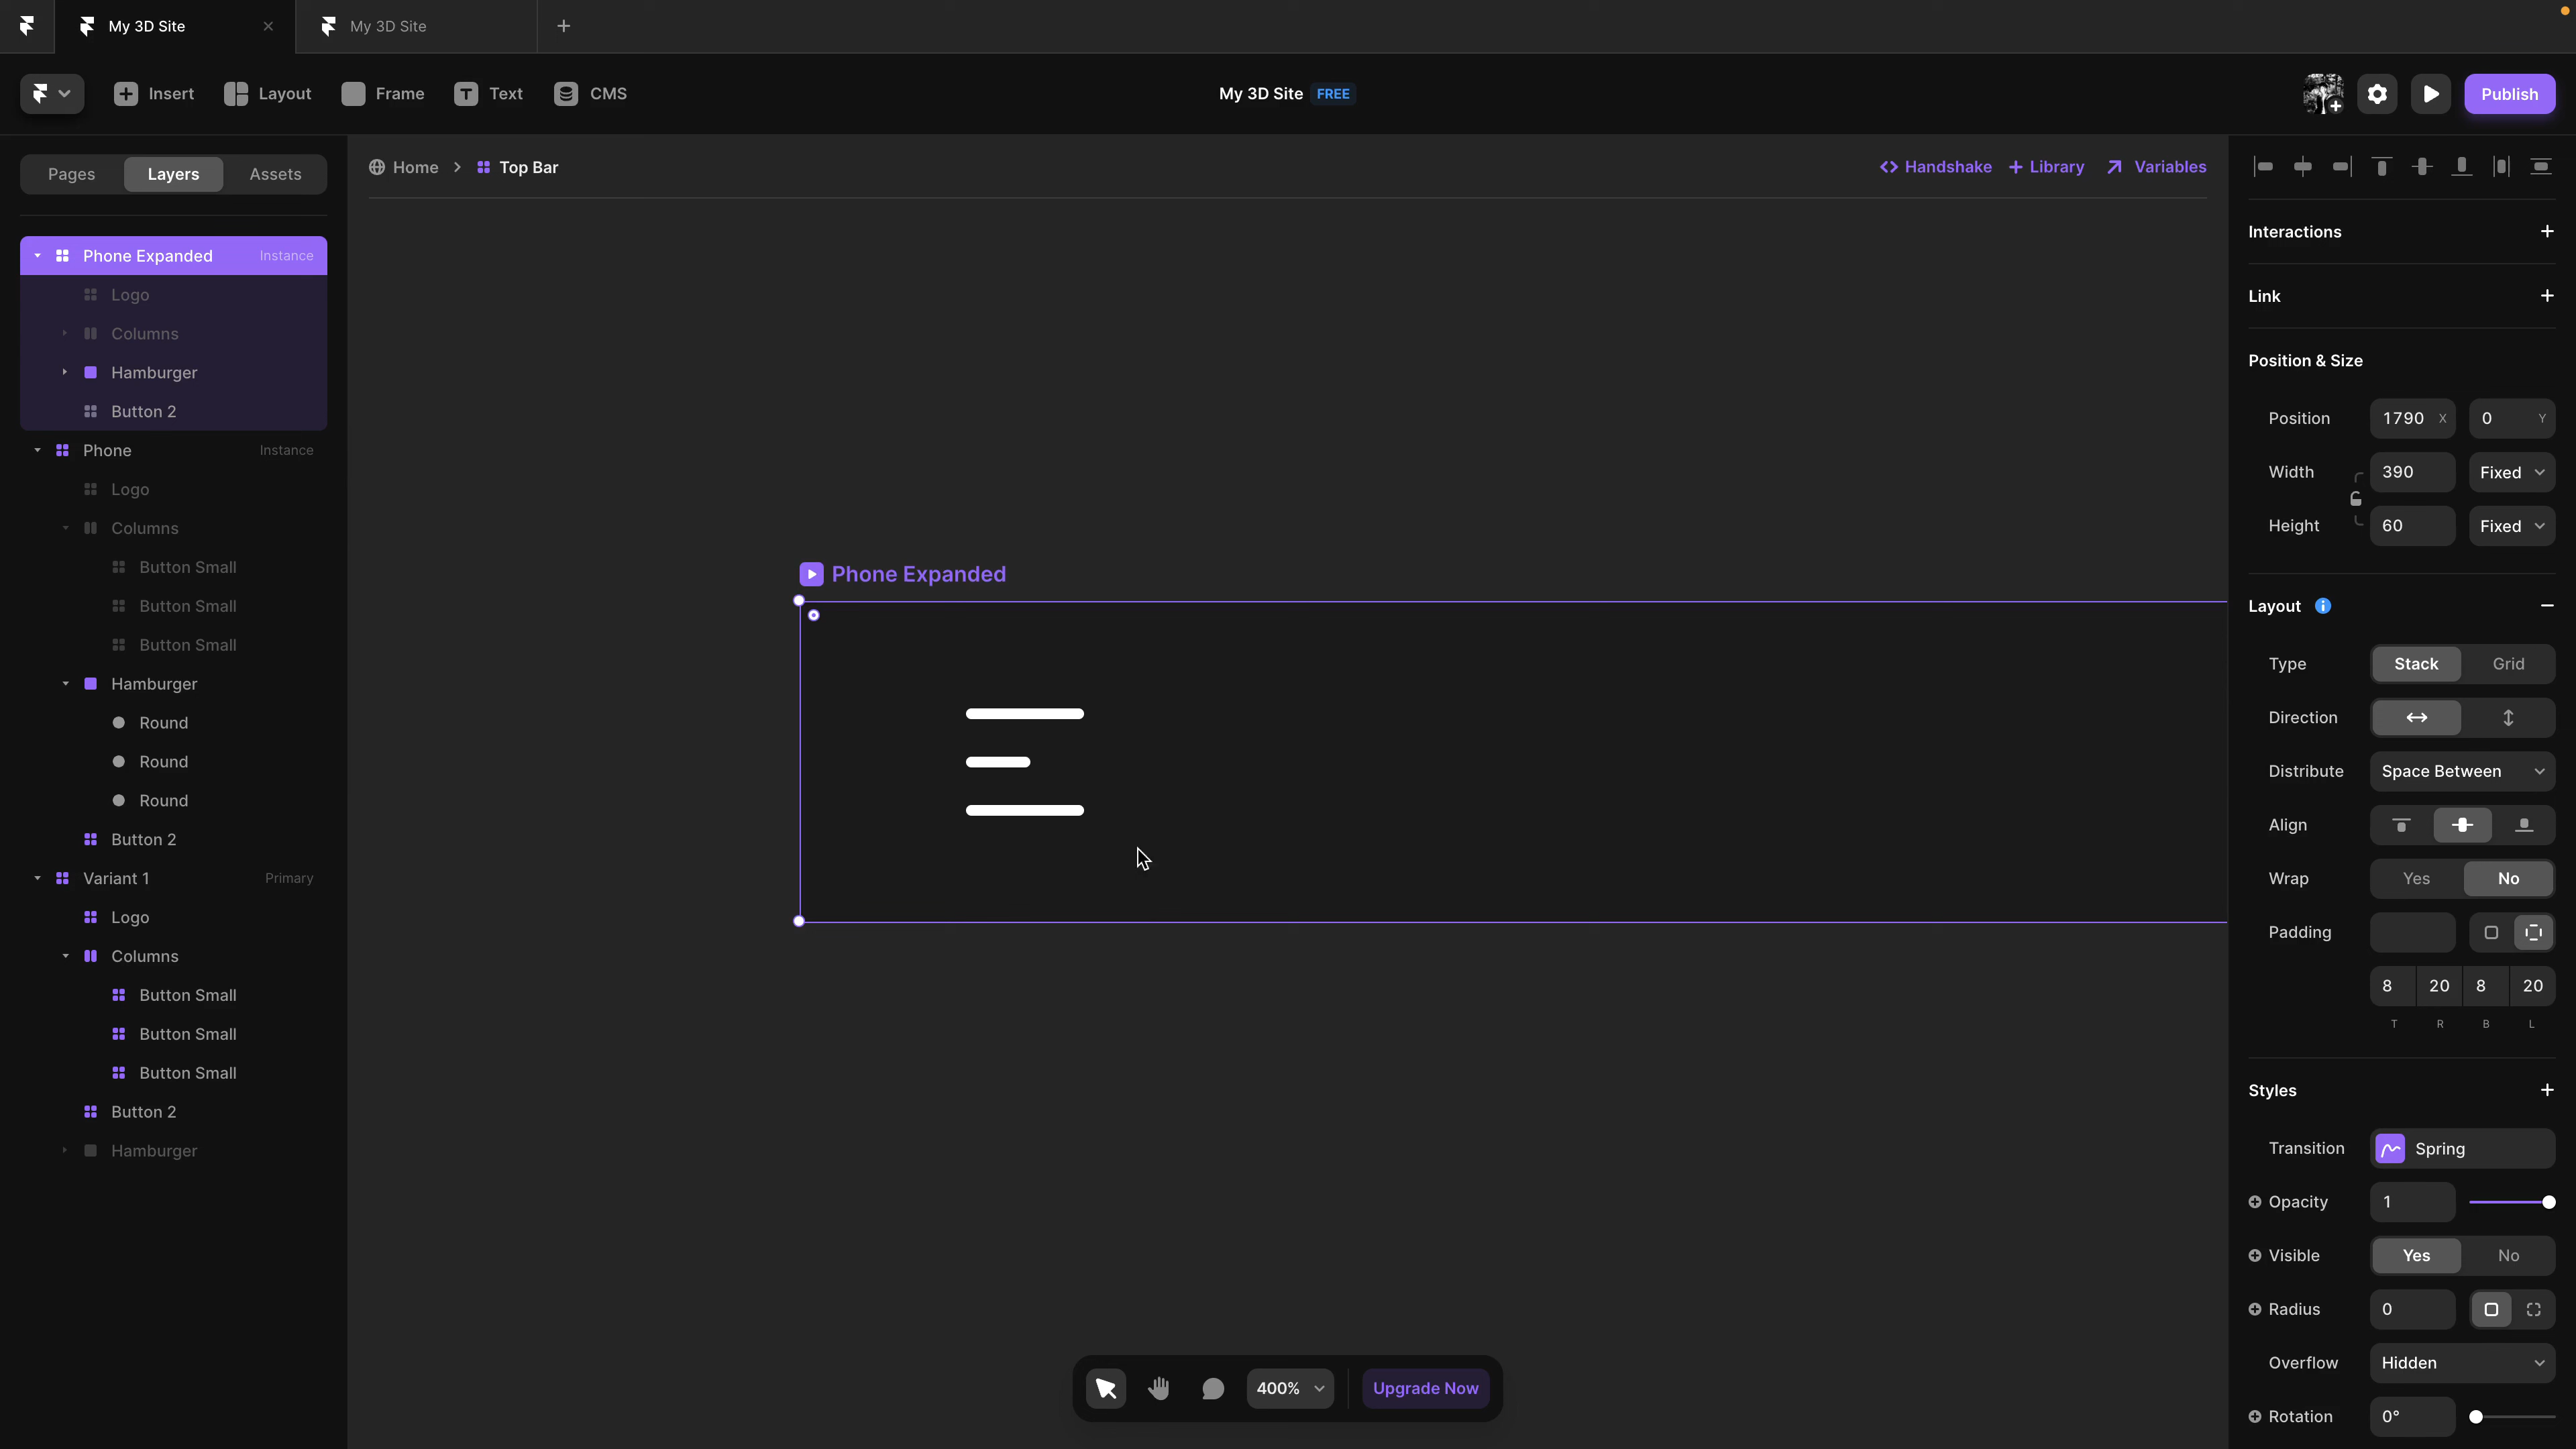 My 3D Site
My 3D Site
Insert
Layout
Frame
Text
CMS
My 3D Site FREE
Publish
Pages
Layers
Assets
Home
Top Bar
Handshake
Library
Variables
Phone Expanded Instance
Logo
Columns
Hamburger
Button 2
Phone Instance
Logo
Columns
Button Small
Button Small
Button Small
Hamburger
Round
Round
Round
Button 2
Variant 1 Primary
Logo
Columns
Button Small
Button Small
Button Small
Button 2
Hamburger
Phone Expanded
400%
Upgrade Now
Interactions
Link
Position & Size
Position 1790 X 0 Y
Width 390 Fixed
Height 60 Fixed
Layout
Type Stack Grid
Direction
Distribute Space Between
Align
Wrap Yes No
Padding
8 20 8 20
T R B L
Styles
Transition Spring
Opacity 1
Visible Yes No
Radius 0
Overflow Hidden
Rotation 0°